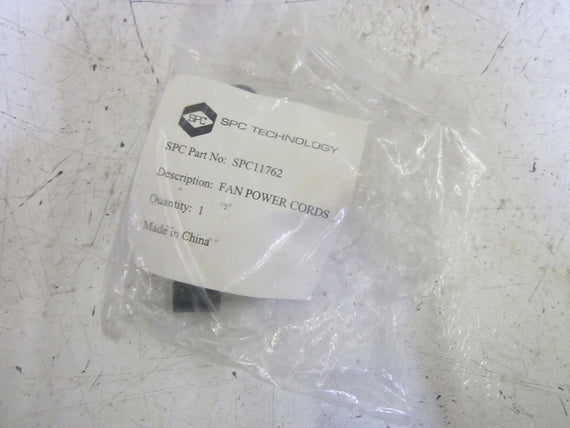 SPC SPC TECHNOLOGY
SPC Part No: SPC11762
Description: FAN POWER CORDS
Quantity: 1
Made in China